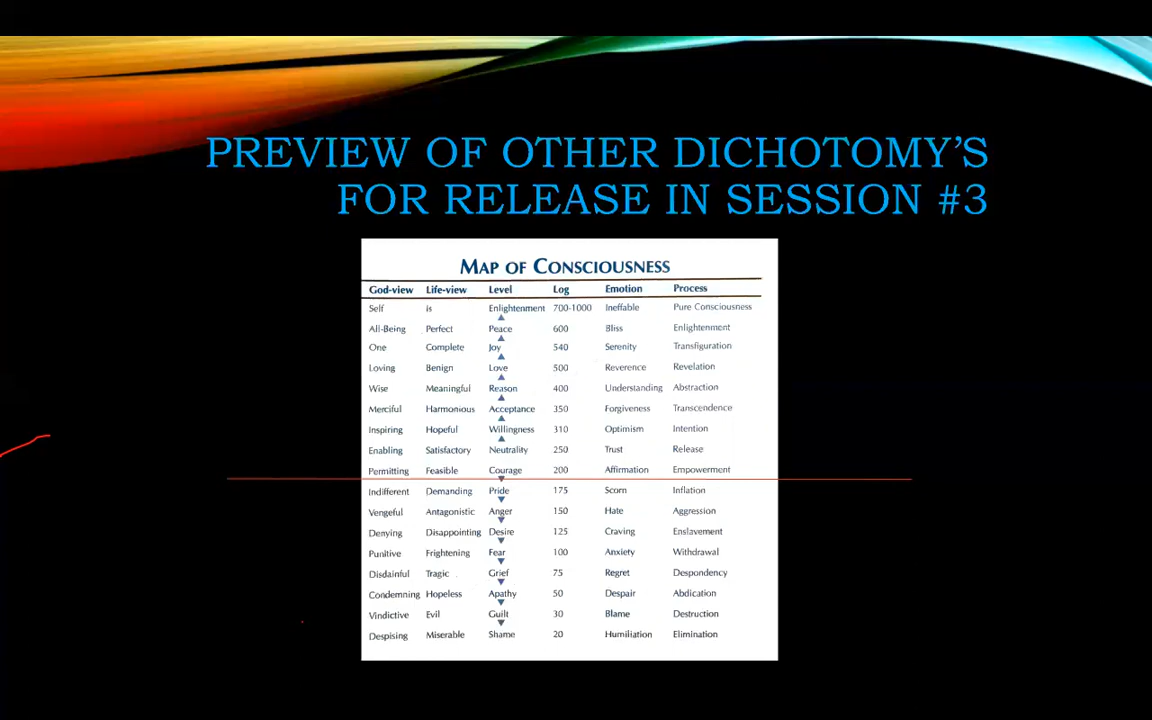 PREVIEW OF OTHER DICHOTOMY'S
FOR RELEASE IN SESSION #3
MAP OF CONSCIOUSNESS
God-view Life-view Level Log Emotion Process
Self is Enlightenment 700-1000 Ineffable Pure Consciousness
All-Being Perfect Peace 600 Bliss Enlightenment
One Complete Joy 540 Serenity Transfiguration
Loving Benign Love 500 Reverence Revelation
Wise Meaningful Reason 400 Understanding Abstraction
Merciful Harmonious Acceptance 350 Forgiveness Transcendence
Inspiring Hopeful Willingness 310 Optimism Intention
Enabling Satisfactory Neutrality 250 Trust Release
Permitting Feasible Courage 200 Affirmation Empowerment
Indifferent Demanding Pride 175 Scorn Inflation
Vengeful Antagonistic Anger 150 Hate Aggression
Denying Disappointing Desire 125 Craving Enslavement
Punitive Frightening Fear 100 Anxiety Withdrawal
Disdainful Tragic Grief 75 Regret Despondency
Condemning Hopeless Apathy 50 Despair Abdication
Vindictive Evil Guilt 30 Blame Destruction
Despising Miserable Shame 20 Humiliation Elimination